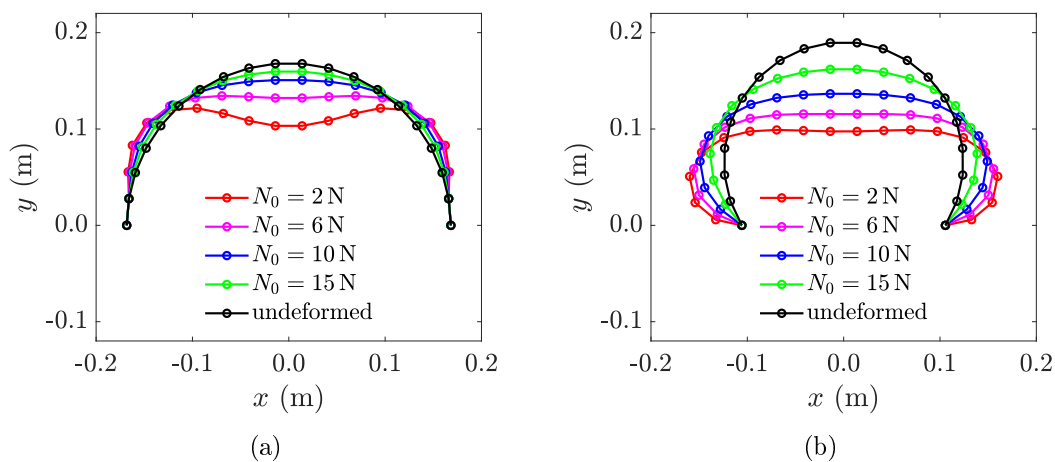 0.2
0.1
0.0
-0.1
y (m)
N₀ = 2 N
N₀ = 6 N
N₀ = 10 N
N₀ = 15 N
undeformed
-0.2 -0.1 0.0 0.1 0.2
x (m)
(a)
0.2
0.1
0.0
-0.1
y (m)
N₀ = 2 N
N₀ = 6 N
N₀ = 10 N
N₀ = 15 N
undeformed
-0.2 -0.1 0.0 0.1 0.2
x (m)
(b)